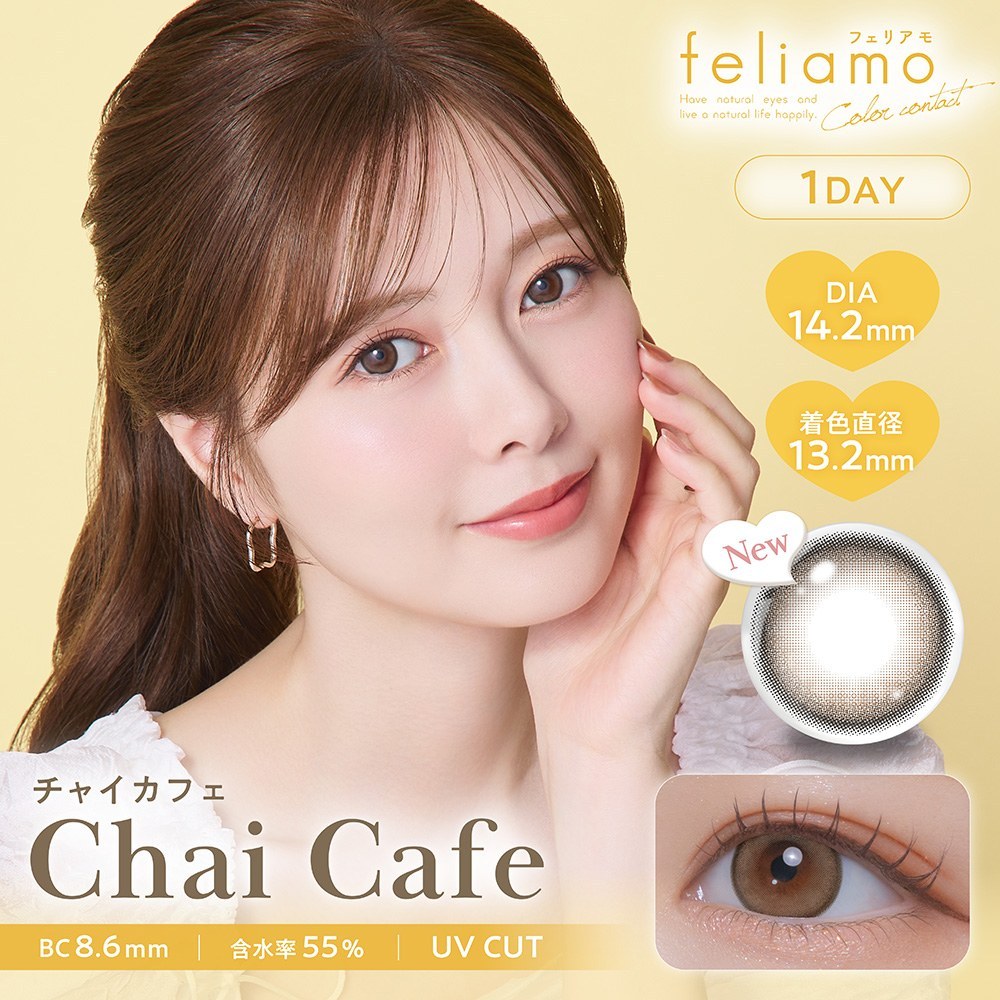 フェリアモ
feliamo
Have natural eyes and
live a natural life happily.
Color contact
1DAY
DIA
14.2mm
着色直径
13.2mm
New
チャイカフェ
Chai Cafe
BC 8.6mm | 含水率 55% | UV CUT